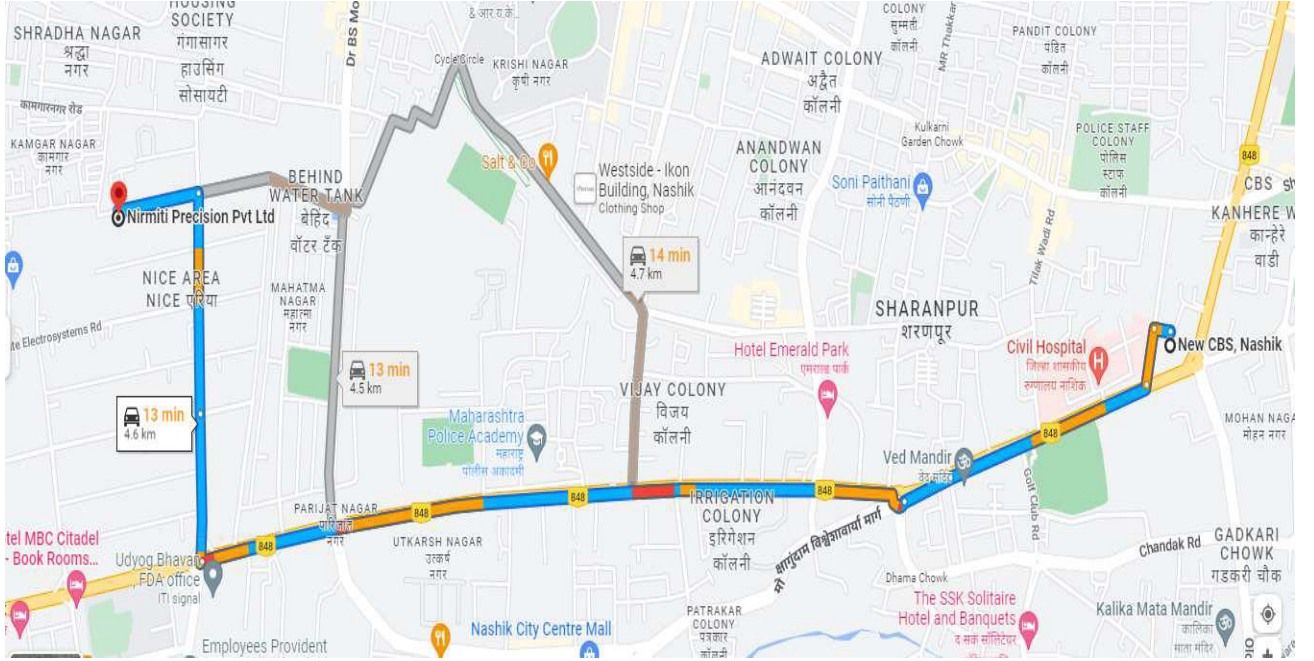 HOUSING
SOCIETY
गंगासागर
हाउसिंग
सोसायटी
SHRADHA NAGAR
श्रद्धा
नगर
कामगारनगर रोड
KAMGAR NAGAR
कामगार
नगर
Dr BS Mo
& आर.य.के...
Cycle Circle
KRISHI NAGAR
कृषी नगर
COLONY
सुम्मती
कॉलनी
MR Thakka
PANDIT COLONY
पंडित
कॉलनी
ADWAIT COLONY
अद्वैत
कॉलनी
Kulkarni
Garden Chowk
POLICE STAFF
COLONY
पोलिस
स्टाफ
कॉलनी
848
CBS
Sh
KANHERE W
कान्हेरे
वाडी
BEHIND
WATER TANK
बेहिंद
वॉटर टँक
Salt & Co
Westside - Ikon
Building, Nashik
Clothing Shop
ANANDWAN
COLONY
आनंदवन
कॉलनी
Soni Paithani
सोनी पैठणी
Tilak Wadi Rd
Nirmiti Precision Pvt Ltd
NICE AREA
NICE एरिया
MAHATMA
NAGAR
महात्मा
नगर
14 min
4.7 km
ite Electrosystems Rd
SHARANPUR
शरणपूर
Hotel Emerald Park
एमराल्ड पार्क
Civil Hospital
जिल्हा शासकीय
रुग्णालय नाशिक
H
New CBS, Nashik
13 min
4.5 km
13 min
4.6 km
VIJAY COLONY
विजय
कॉलनी
Maharashtra
Police Academy
महाराष्ट्र
पोलीस अकादमी
MOHAN NAGA
मोहन नगर
848
Ved Mandir
वेद मंदिर
Golf Club Rd
848
848
848
848
PARIJAT NAGAR
पारिजात
नगर
IRRIGATION
COLONY
इरिगेशन
कॉलनी
UTKARSH NAGAR
उत्कर्ष
नगर
tel MBC Citadel
- Book Rooms...
Udyog Bhavan
FDA office
ITI signal
Chandak Rd
GADKARI
CHOWK
गडकरी चौक
Dhama Chowk
The SSK Solitaire
Hotel and Banquets
द सक सॉलिटेयर
PATRAKAR
COLONY
पत्रकार
कॉलनी
Kalika Mata Mandir
कालिका
माता मंदिर
Nashik City Centre Mall
Employees Provident